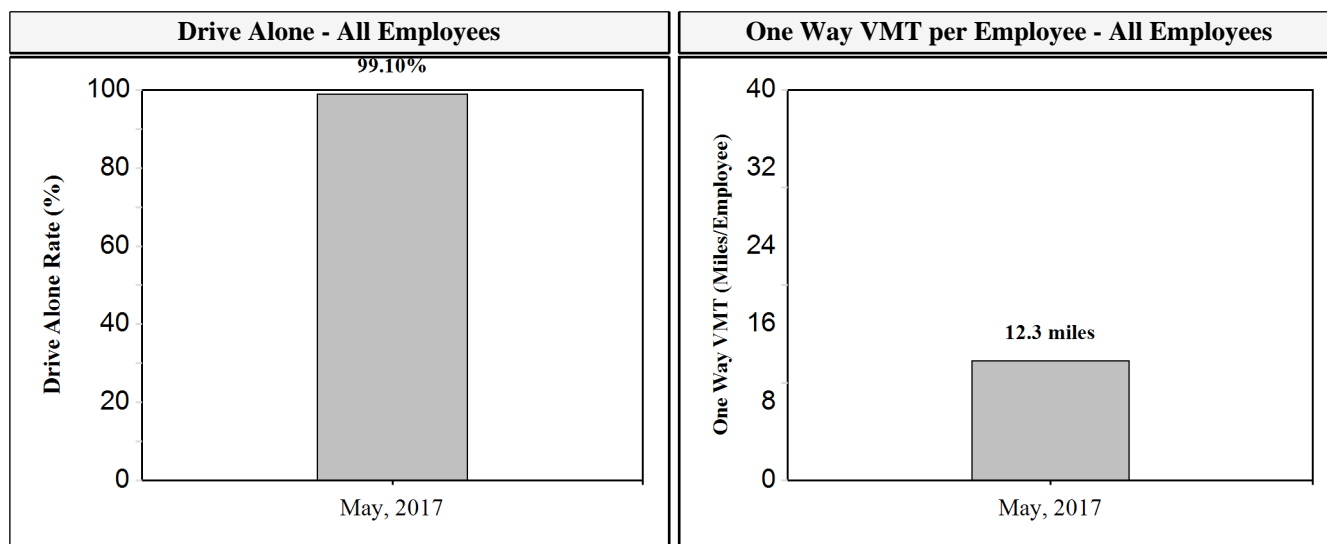 Drive Alone - All Employees
99.10%
Drive Alone Rate (%)
100
80
60
40
20
0
May, 2017
One Way VMT per Employee - All Employees
One Way VMT (Miles/Employee)
40
32
24
16
8
0
12.3 miles
May, 2017